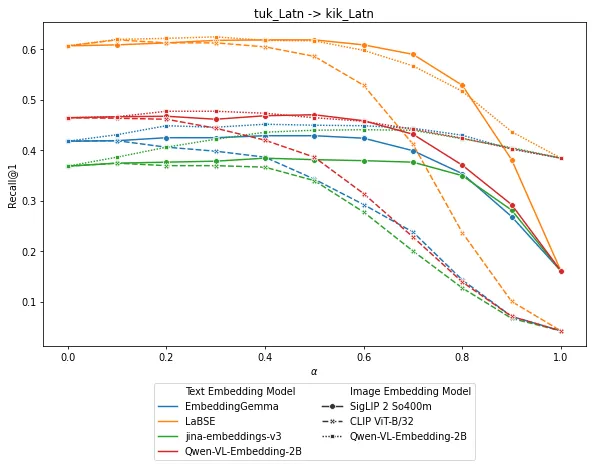 tuk_Latn -> kik_Latn
Recall@1
0.6
0.5
0.4
0.3
0.2
0.1
0.0 0.2 0.4 0.6 0.8 1.0
α
Text Embedding Model Image Embedding Model
EmbeddingGemma SigLIP 2 So400m
LaBSE CLIP ViT-B/32
jina-embeddings-v3 Qwen-VL-Embedding-2B
Qwen-VL-Embedding-2B